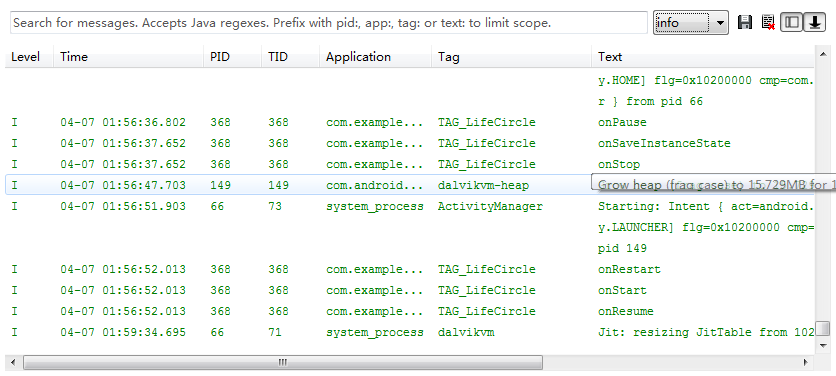 Search for messages. Accepts Java regexes. Prefix with pid:, app:, tag: or text: to limit scope. info
Level Time PID TID Application Tag Text
y.HOME] flg=0x10200000 cmp=com.
r } from pid 66
I 04-07 01:56:36.802 368 368 com.example... TAG_LifeCircle onPause
I 04-07 01:56:37.652 368 368 com.example... TAG_LifeCircle onSaveInstanceState
I 04-07 01:56:37.652 368 368 com.example... TAG_LifeCircle onStop
I 04-07 01:56:47.703 149 149 com.android... dalvikvm-heap Grow heap (frag case) to 15.729MB for 1
I 04-07 01:56:51.903 66 73 system_process ActivityManager Starting: Intent { act=android.
y.LAUNCHER] flg=0x10200000 cmp=
pid 149
I 04-07 01:56:52.013 368 368 com.example... TAG_LifeCircle onRestart
I 04-07 01:56:52.013 368 368 com.example... TAG_LifeCircle onStart
I 04-07 01:56:52.013 368 368 com.example... TAG_LifeCircle onResume
I 04-07 01:59:34.695 66 71 system_process dalvikvm Jit: resizing JitTable from 102